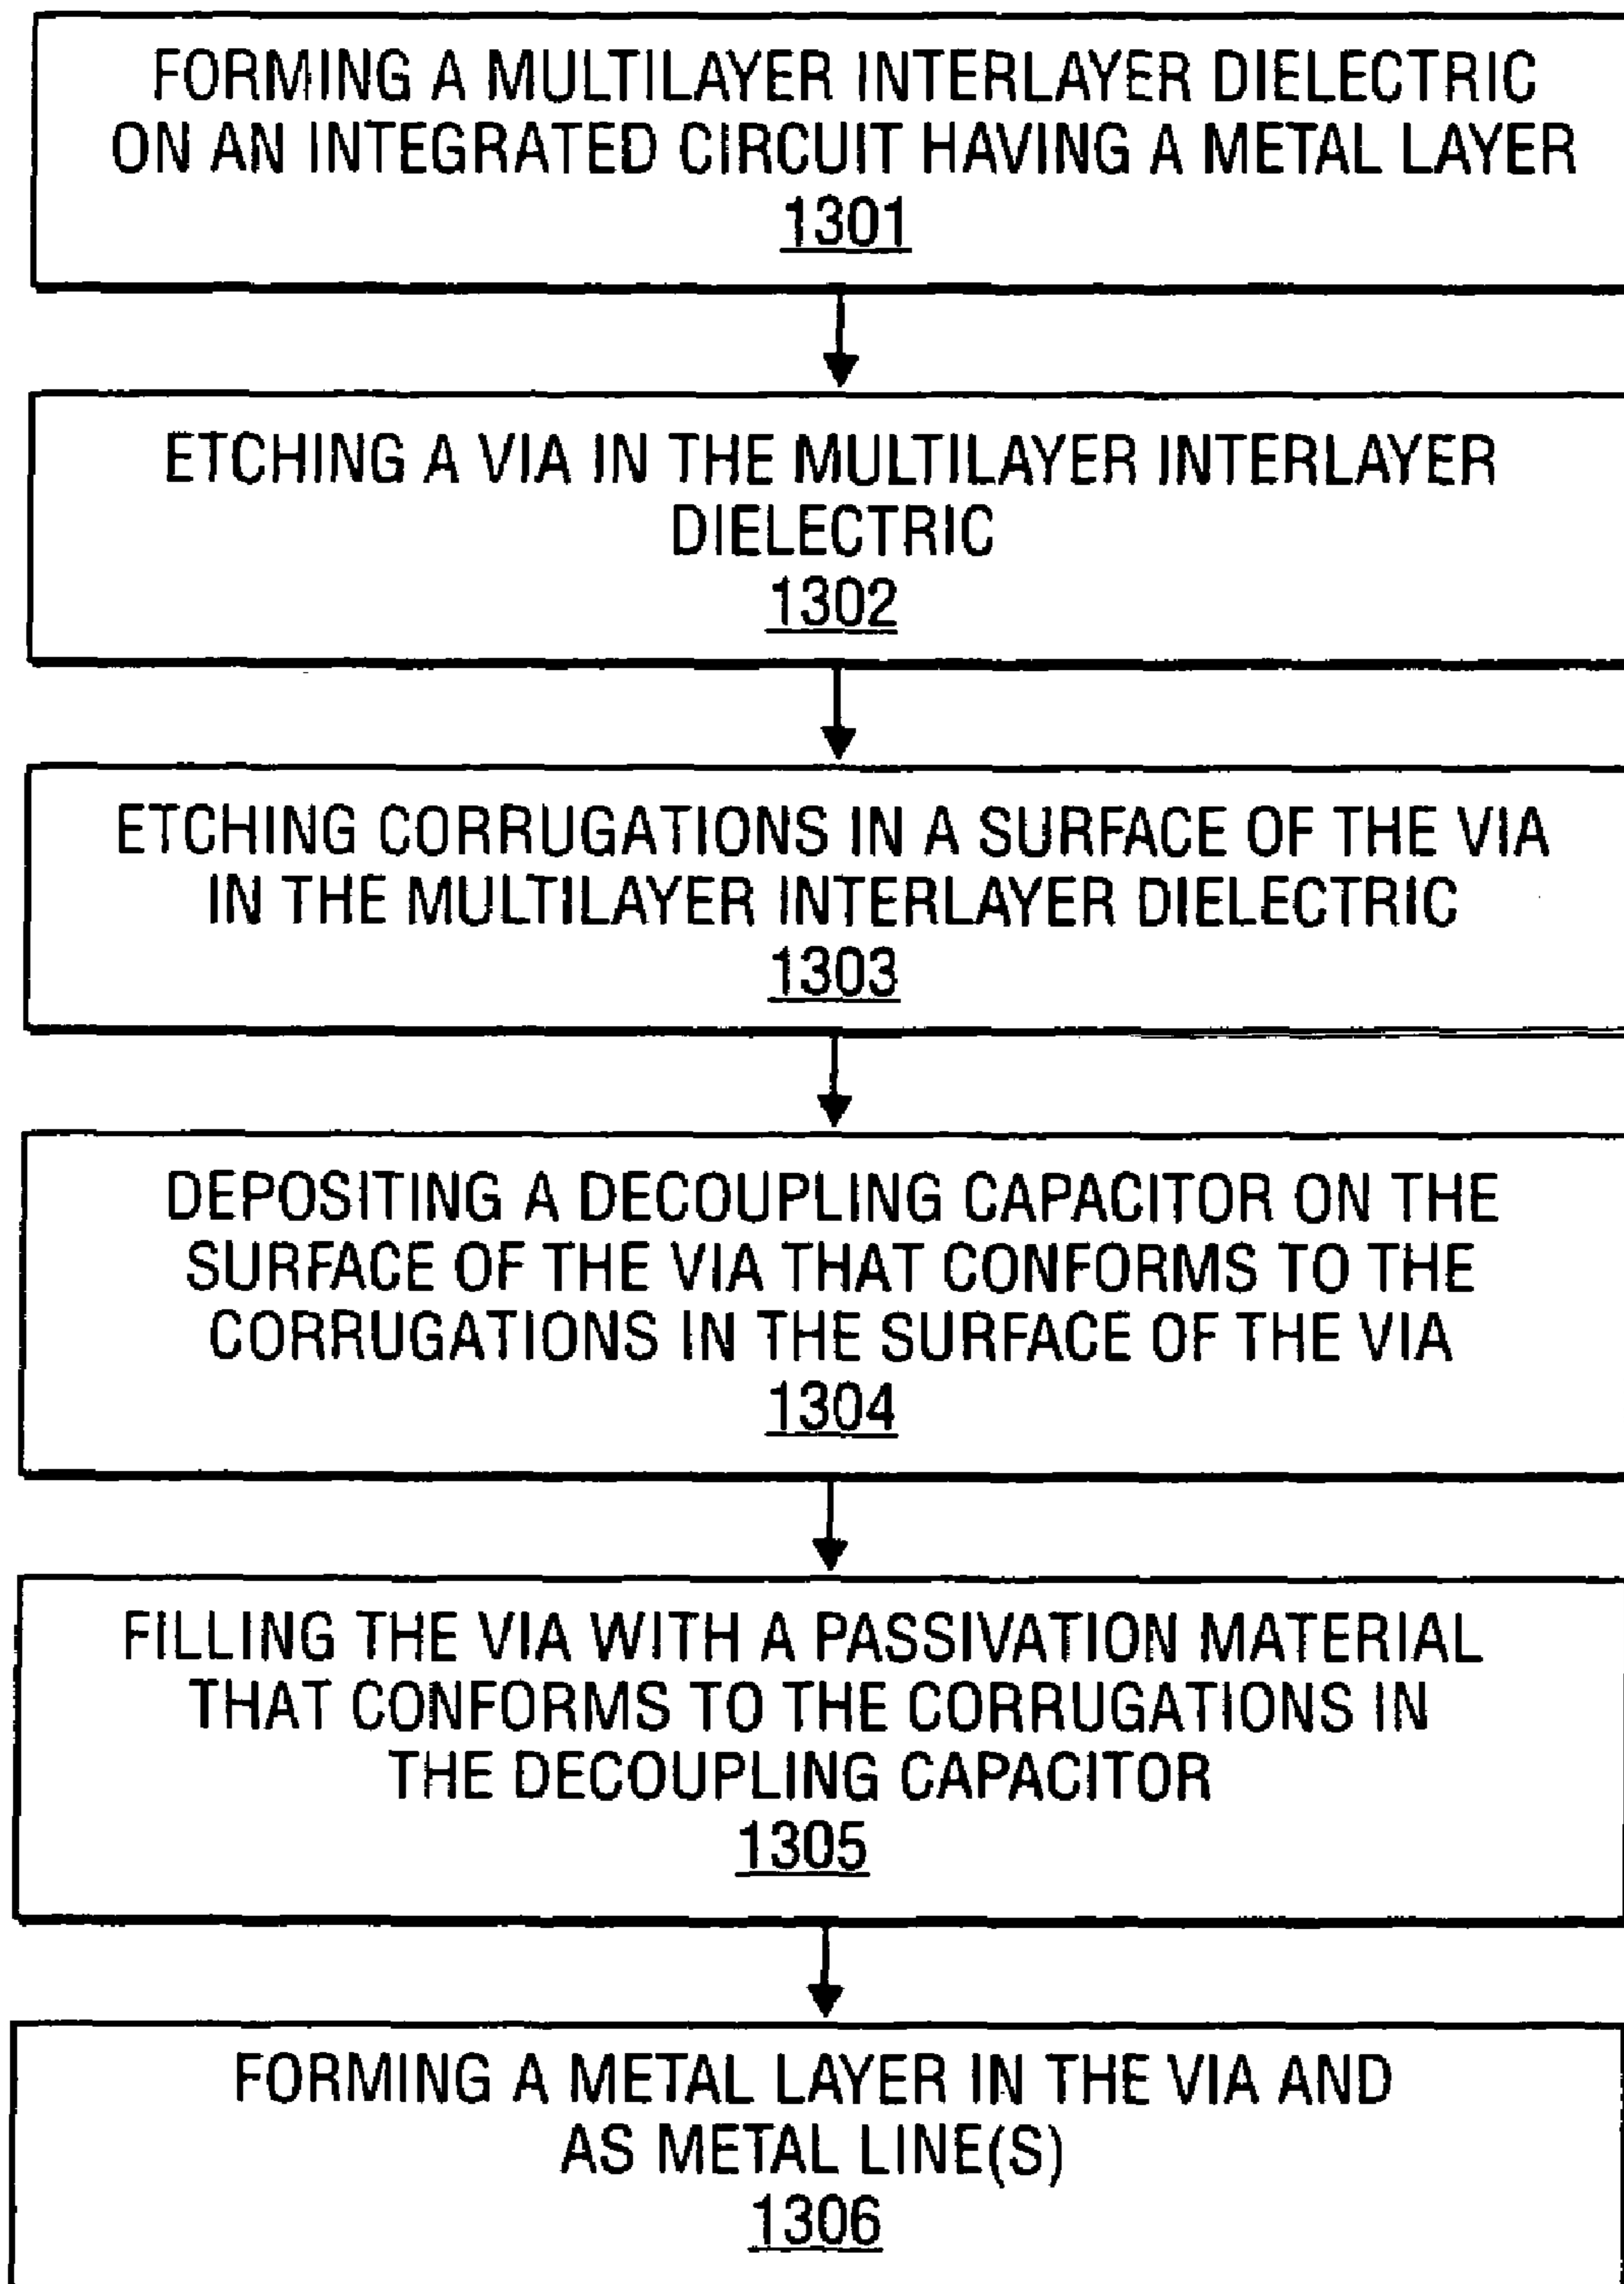 FORMING A MULTILAYER INTERLAYER DIELECTRIC
ON AN INTEGRATED CIRCUIT HAVING A METAL LAYER
1301
ETCHING A VIA IN THE MULTILAYER INTERLAYER
DIELECTRIC
1302
ETCHING CORRUGATIONS IN A SURFACE OF THE VIA
IN THE MULTILAYER INTERLAYER DIELECTRIC
1303
DEPOSITING A DECOUPLING CAPACITOR ON THE
SURFACE OF THE VIA THAT CONFORMS TO THE
CORRUGATIONS IN THE SURFACE OF THE VIA
1304
FILLING THE VIA WITH A PASSIVATION MATERIAL
THAT CONFORMS TO THE CORRUGATIONS IN
THE DECOUPLING CAPACITOR
1305
FORMING A METAL LAYER IN THE VIA AND
AS METAL LINE(S)
1306